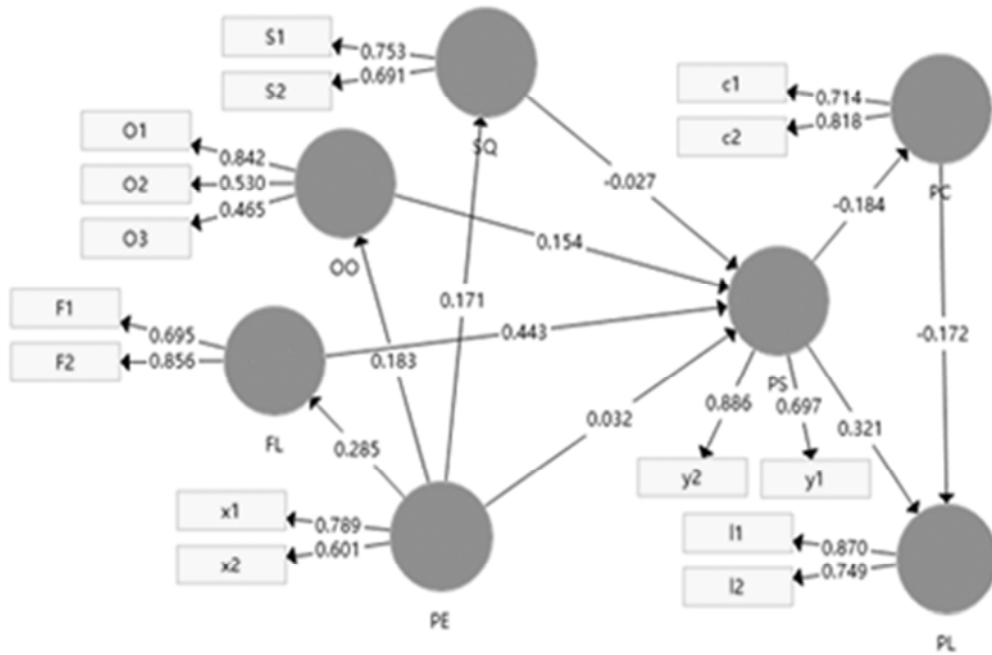 S1
0.753
S2
0.691
SQ
c1
0.714
c2
0.818
PC
O1
0.842
O2
0.530
O3
0.465
OO
-0.027
-0.184
0.154
F1
0.695
F2
0.856
FL
0.171
0.443
0.183
0.285
0.032
-0.172
PS
0.886
0.697
0.321
y2
y1
x1
0.789
x2
0.601
PE
l1
0.870
l2
0.749
PL